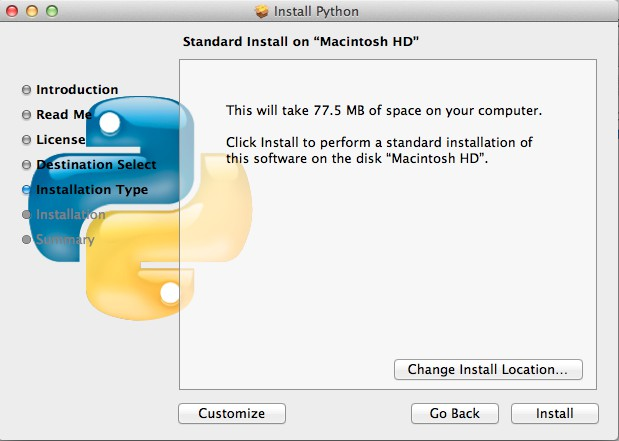 Install Python
Standard Install on “Macintosh HD”
Introduction
Read Me
License
Destination Select
Installation Type
Installation
Summary
This will take 77.5 MB of space on your computer.
Click Install to perform a standard installation of
this software on the disk “Macintosh HD”.
Change Install Location...
Customize
Go Back
Install